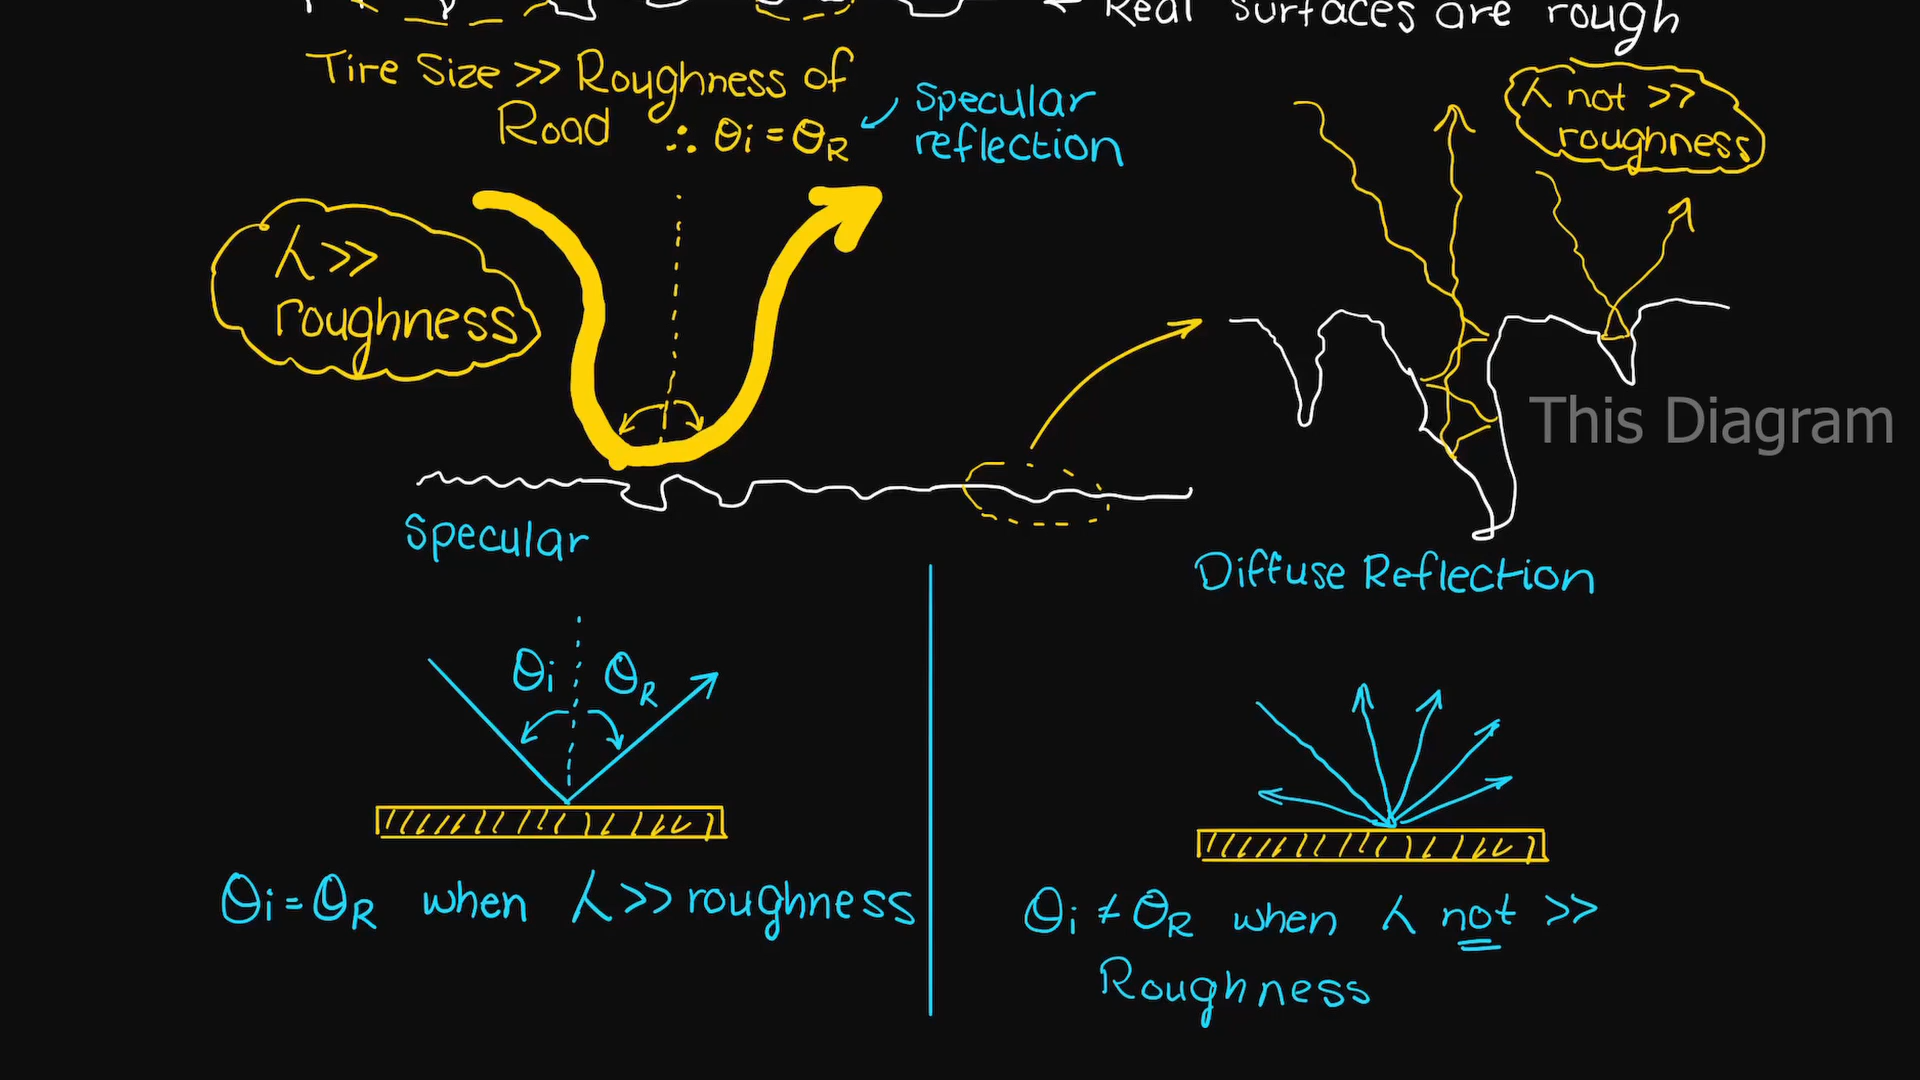 ← Real surfaces are rough
Tire Size >> Roughness of
Road ∴ θi = θR
Specular
reflection
λ not >>
roughness
λ >>
roughness
This Diagram
Specular
Diffuse Reflection
θi θR
θi = θR when λ >> roughness
θi ≠ θR when λ not >>
Roughness